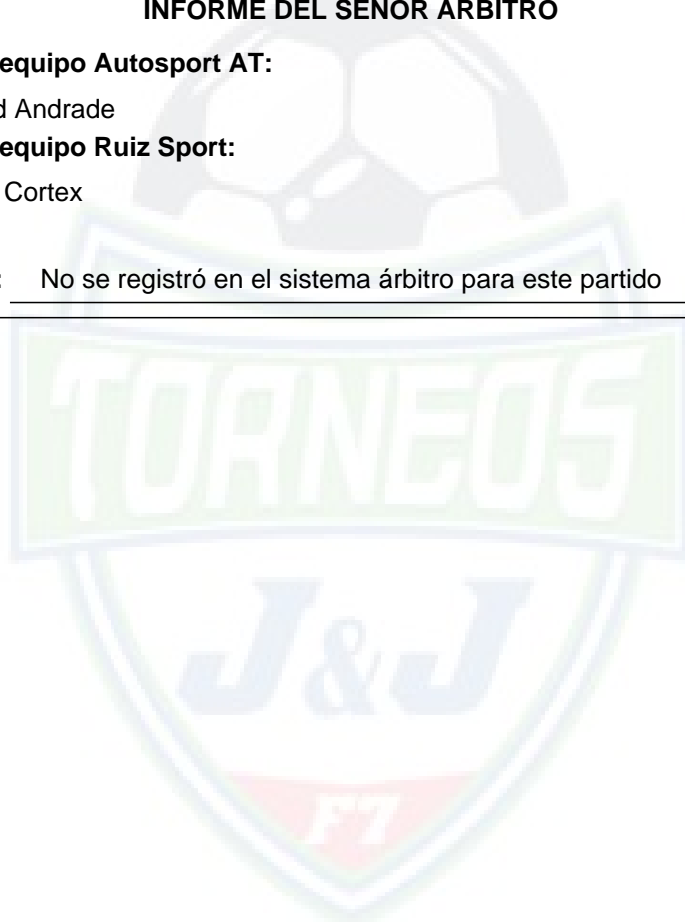 INFORME DEL SEÑOR ÁRBITRO
equipo Autosport AT:
Andrade
equipo Ruiz Sport:
Cortex
: No se registró en el sistema árbitro para este partido
TORNEOS
J&J
F7